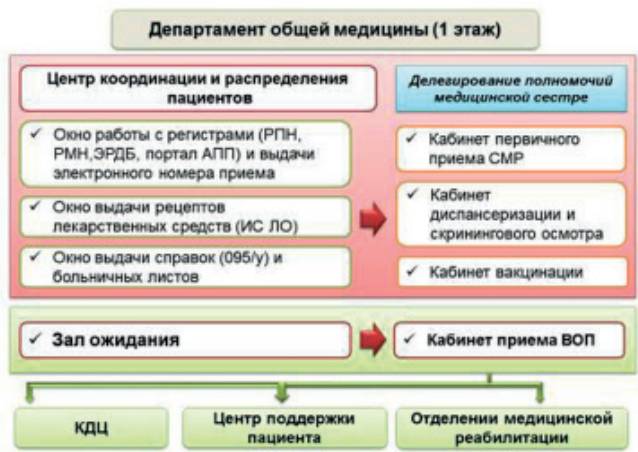 Департамент общей медицины (1 этаж)
Центр координации и распределения
пациентов
Делегирование полномочий
медицинской сестре
✓ Окно работы с регистрами (РПН,
РМН,ЭРДБ, портал АПП) и выдачи
электронного номера приема
✓ Окно выдачи рецептов
лекарственных средств (ИС ЛО)
✓ Окно выдачи справок (095/у) и
больничных листов
✓ Кабинет первичного
приема СМР
✓ Кабинет
диспансеризации и
скринингового осмотра
✓ Кабинет вакцинации
✓ Зал ожидания
✓ Кабинет приема ВОП
КДЦ
Центр поддержки
пациента
Отделении медицинской
реабилитации